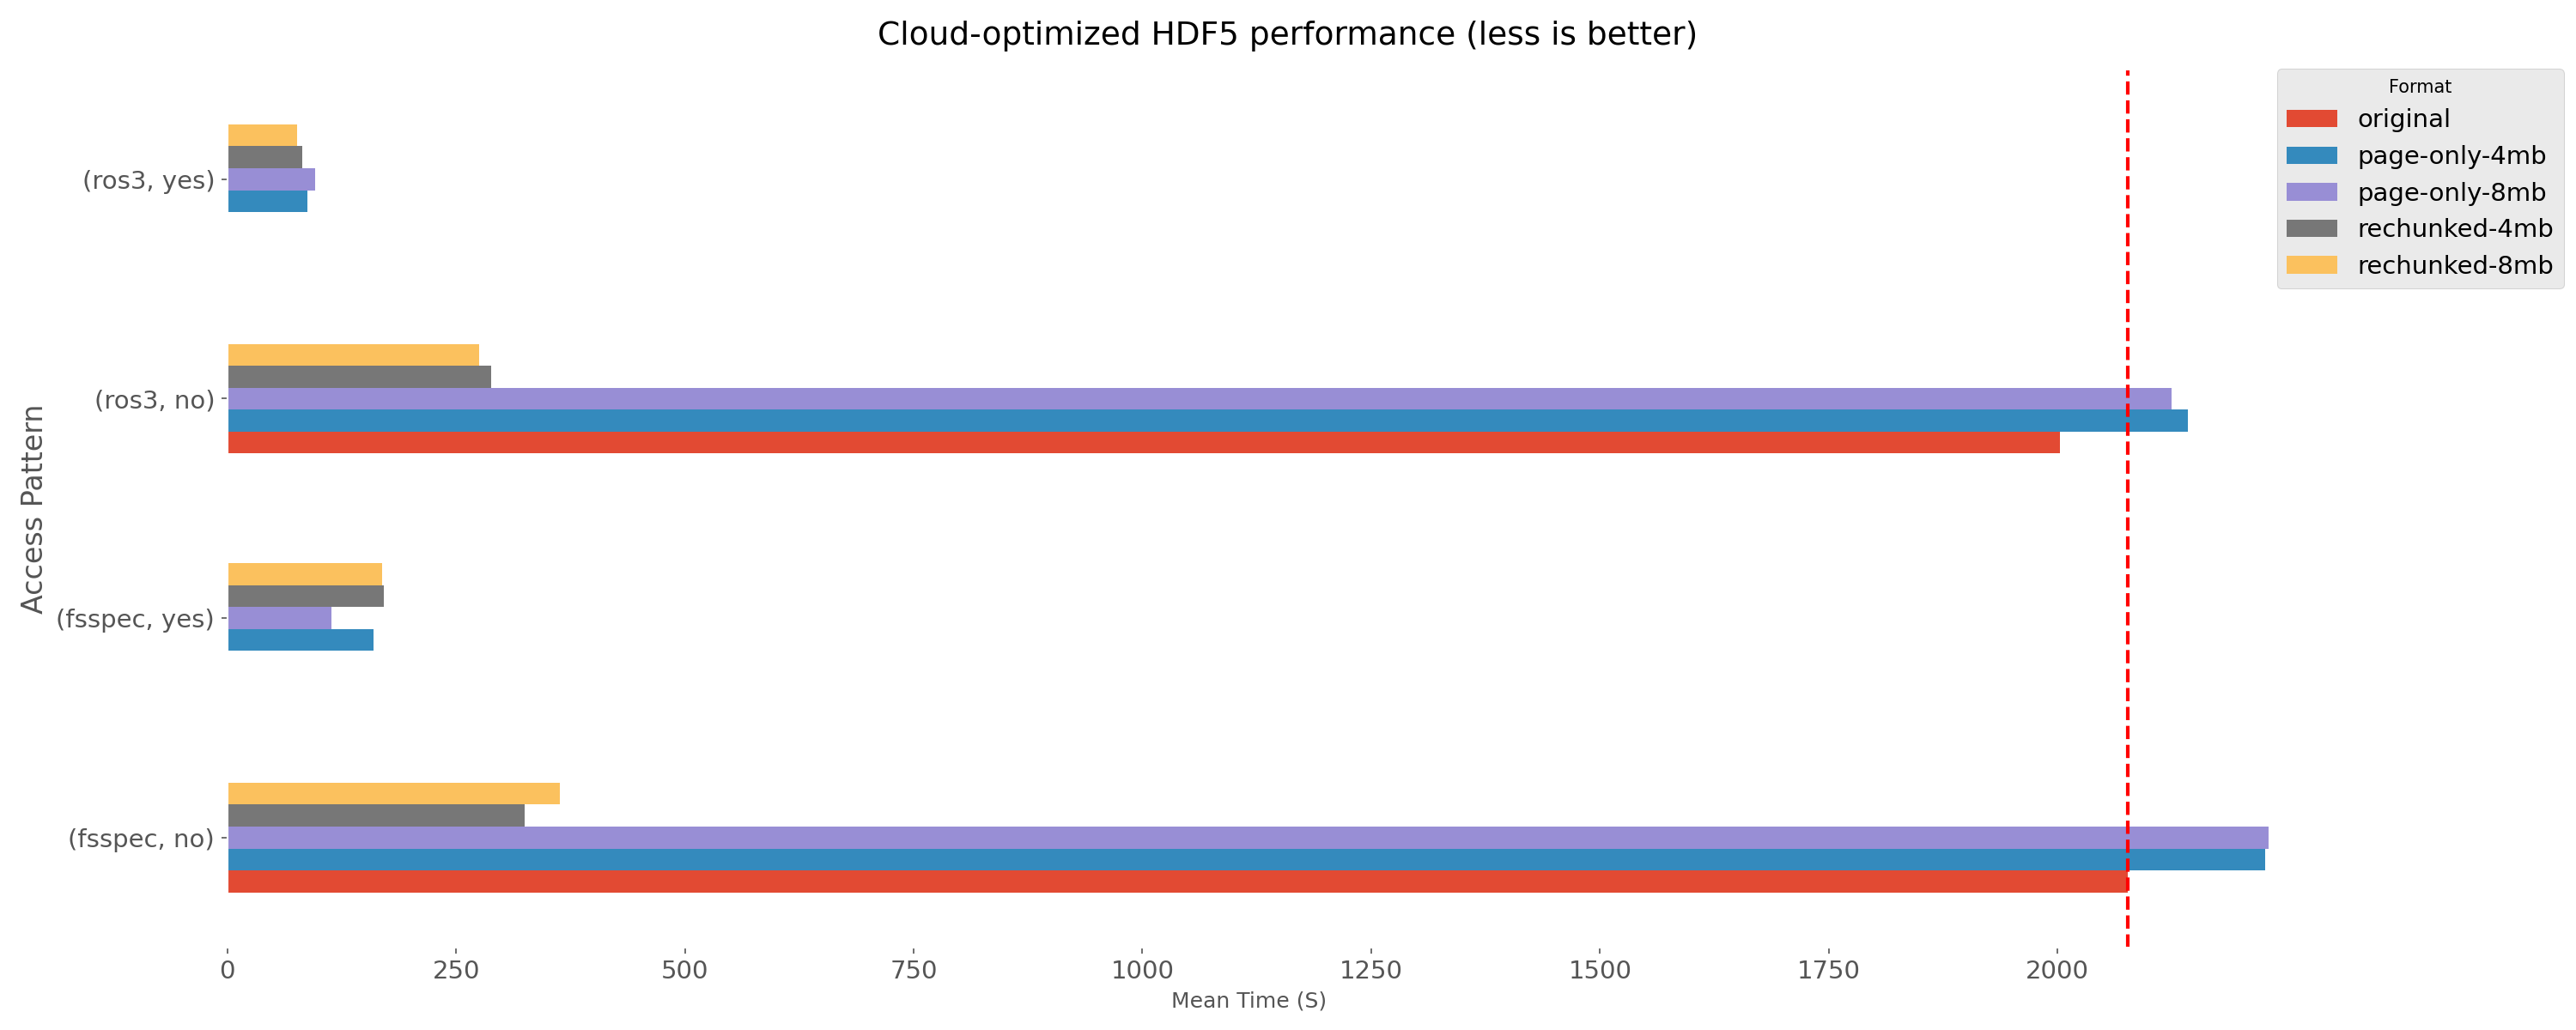 Cloud-optimized HDF5 performance (less is better)
Format
original
page-only-4mb
page-only-8mb
rechunked-4mb
rechunked-8mb
Access Pattern
(ros3, yes)
(ros3, no)
(fsspec, yes)
(fsspec, no)
0 250 500 750 1000 1250 1500 1750 2000
Mean Time (S)